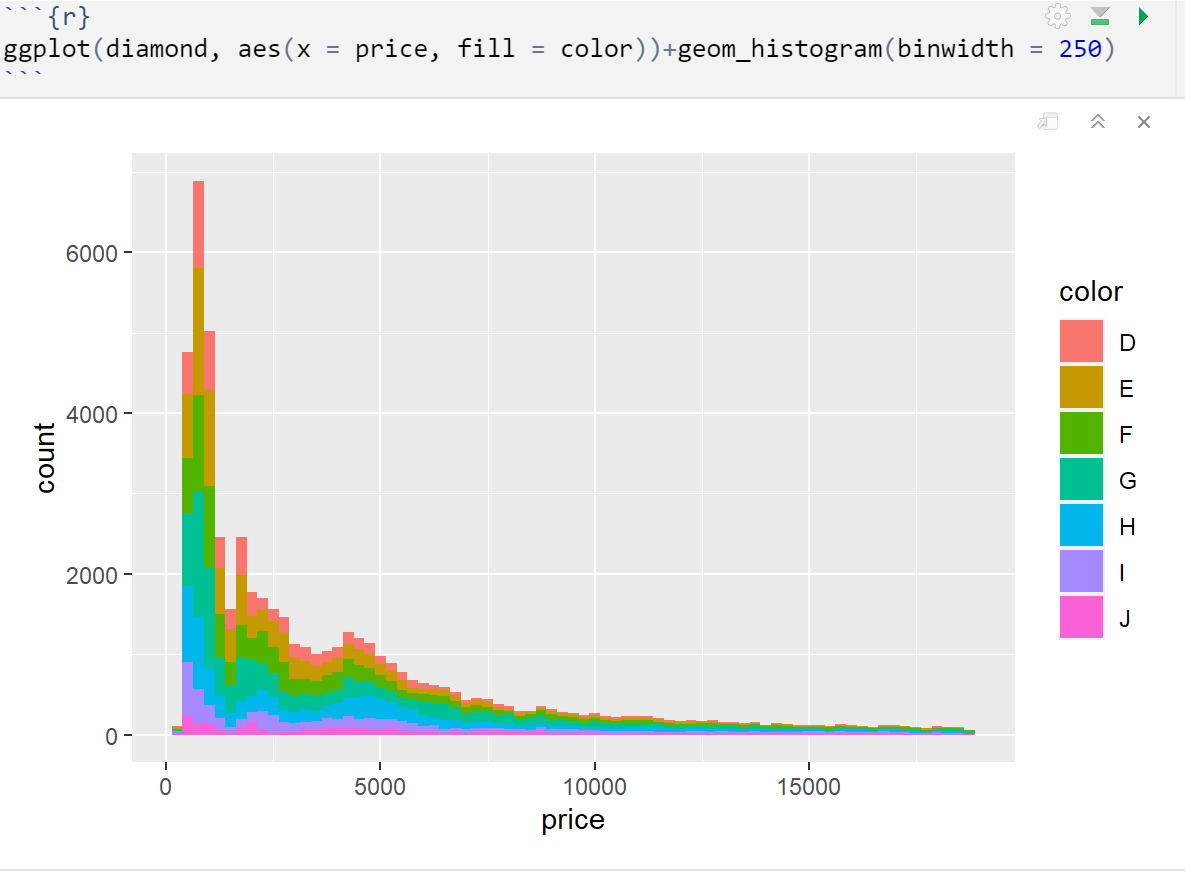 ```{r}
ggplot(diamond, aes(x = price, fill = color))+geom_histogram(binwidth = 250)
```
6000
4000
2000
0
count
0 5000 10000 15000
price
color
D
E
F
G
H
I
J